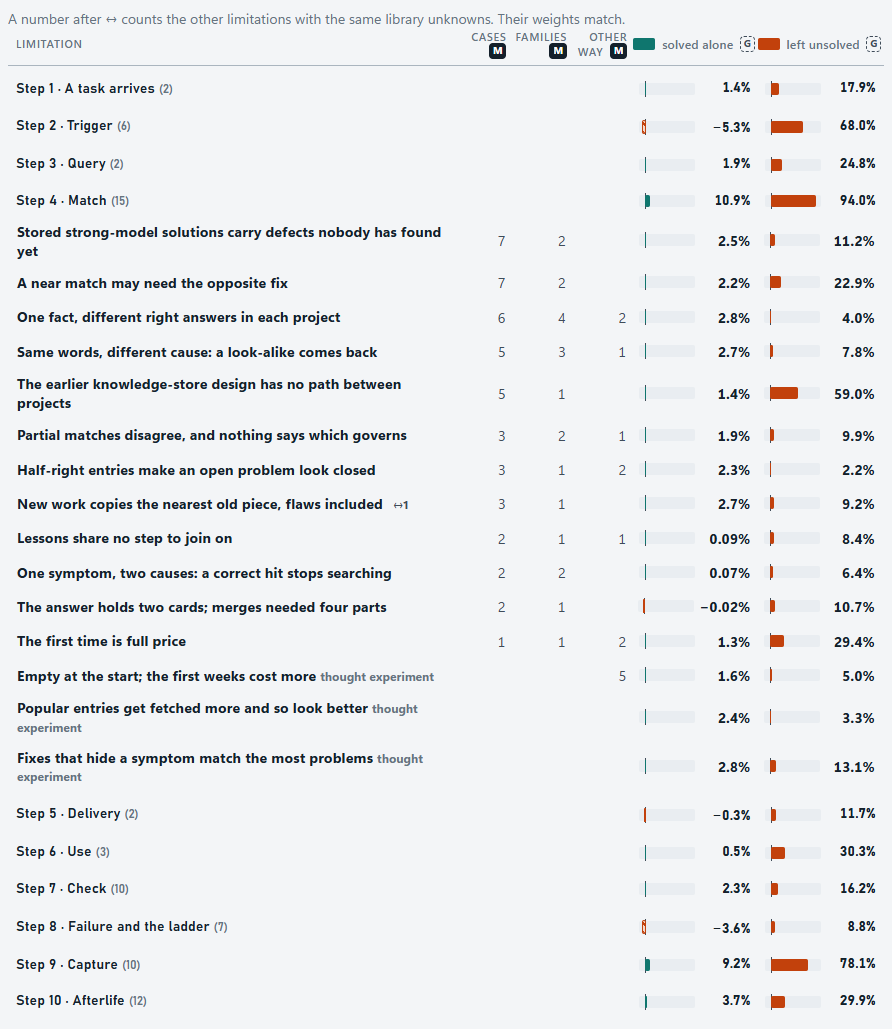 A number after ↔ counts the other limitations with the same library unknowns. Their weights match.
LIMITATION CASES M FAMILIES M OTHER WAY M solved alone G left unsolved G
Step 1 · A task arrives (2) 1.4% 17.9%
Step 2 · Trigger (6) −5.3% 68.0%
Step 3 · Query (2) 1.9% 24.8%
Step 4 · Match (15) 10.9% 94.0%
Stored strong-model solutions carry defects nobody has found
yet 7 2 2.5% 11.2%
A near match may need the opposite fix 7 2 2.2% 22.9%
One fact, different right answers in each project 6 4 2 2.8% 4.0%
Same words, different cause: a look-alike comes back 5 3 1 2.7% 7.8%
The earlier knowledge-store design has no path between
projects 5 1 1.4% 59.0%
Partial matches disagree, and nothing says which governs 3 2 1 1.9% 9.9%
Half-right entries make an open problem look closed 3 1 2 2.3% 2.2%
New work copies the nearest old piece, flaws included ↔1 3 1 2.7% 9.2%
Lessons share no step to join on 2 1 1 0.09% 8.4%
One symptom, two causes: a correct hit stops searching 2 2 0.07% 6.4%
The answer holds two cards; merges needed four parts 2 1 −0.02% 10.7%
The first time is full price 1 1 2 1.3% 29.4%
Empty at the start; the first weeks cost more thought experiment 5 1.6% 5.0%
Popular entries get fetched more and so look better thought
experiment 2.4% 3.3%
Fixes that hide a symptom match the most problems thought
experiment 2.8% 13.1%
Step 5 · Delivery (2) −0.3% 11.7%
Step 6 · Use (3) 0.5% 30.3%
Step 7 · Check (10) 2.3% 16.2%
Step 8 · Failure and the ladder (7) −3.6% 8.8%
Step 9 · Capture (10) 9.2% 78.1%
Step 10 · Afterlife (12) 3.7% 29.9%